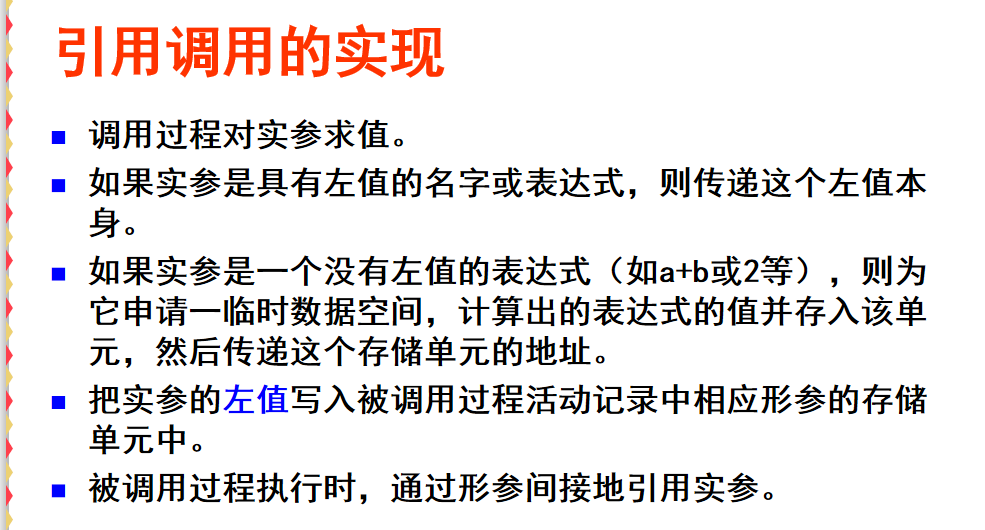 引用调用的实现
调用过程对实参求值。
如果实参是具有左值的名字或表达式，则传递这个左值本
身。
如果实参是一个没有左值的表达式（如a+b或2等），则为
它申请一临时数据空间，计算出的表达式的值并存入该单
元，然后传递这个存储单元的地址。
把实参的左值写入被调用过程活动记录中相应形参的存储
单元中。
被调用过程执行时，通过形参间接地引用实参。